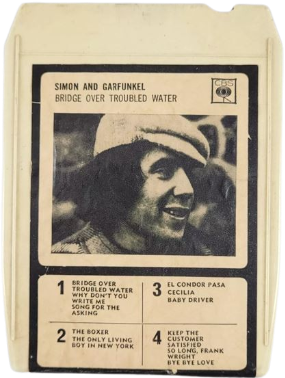 SIMON AND GARFUNKEL
BRIDGE OVER TROUBLED WATER
CBS
1 BRIDGE OVER
TROUBLED WATER
WHY DON'T YOU
WRITE ME
SONG FOR THE
ASKING
2 THE BOXER
THE ONLY LIVING
BOY IN NEW YORK
3 EL CONDOR PASA
CECILIA
BABY DRIVER
4 KEEP THE
CUSTOMER
SATISFIED
SO LONG, FRANK
WRIGHT
BYE BYE LOVE